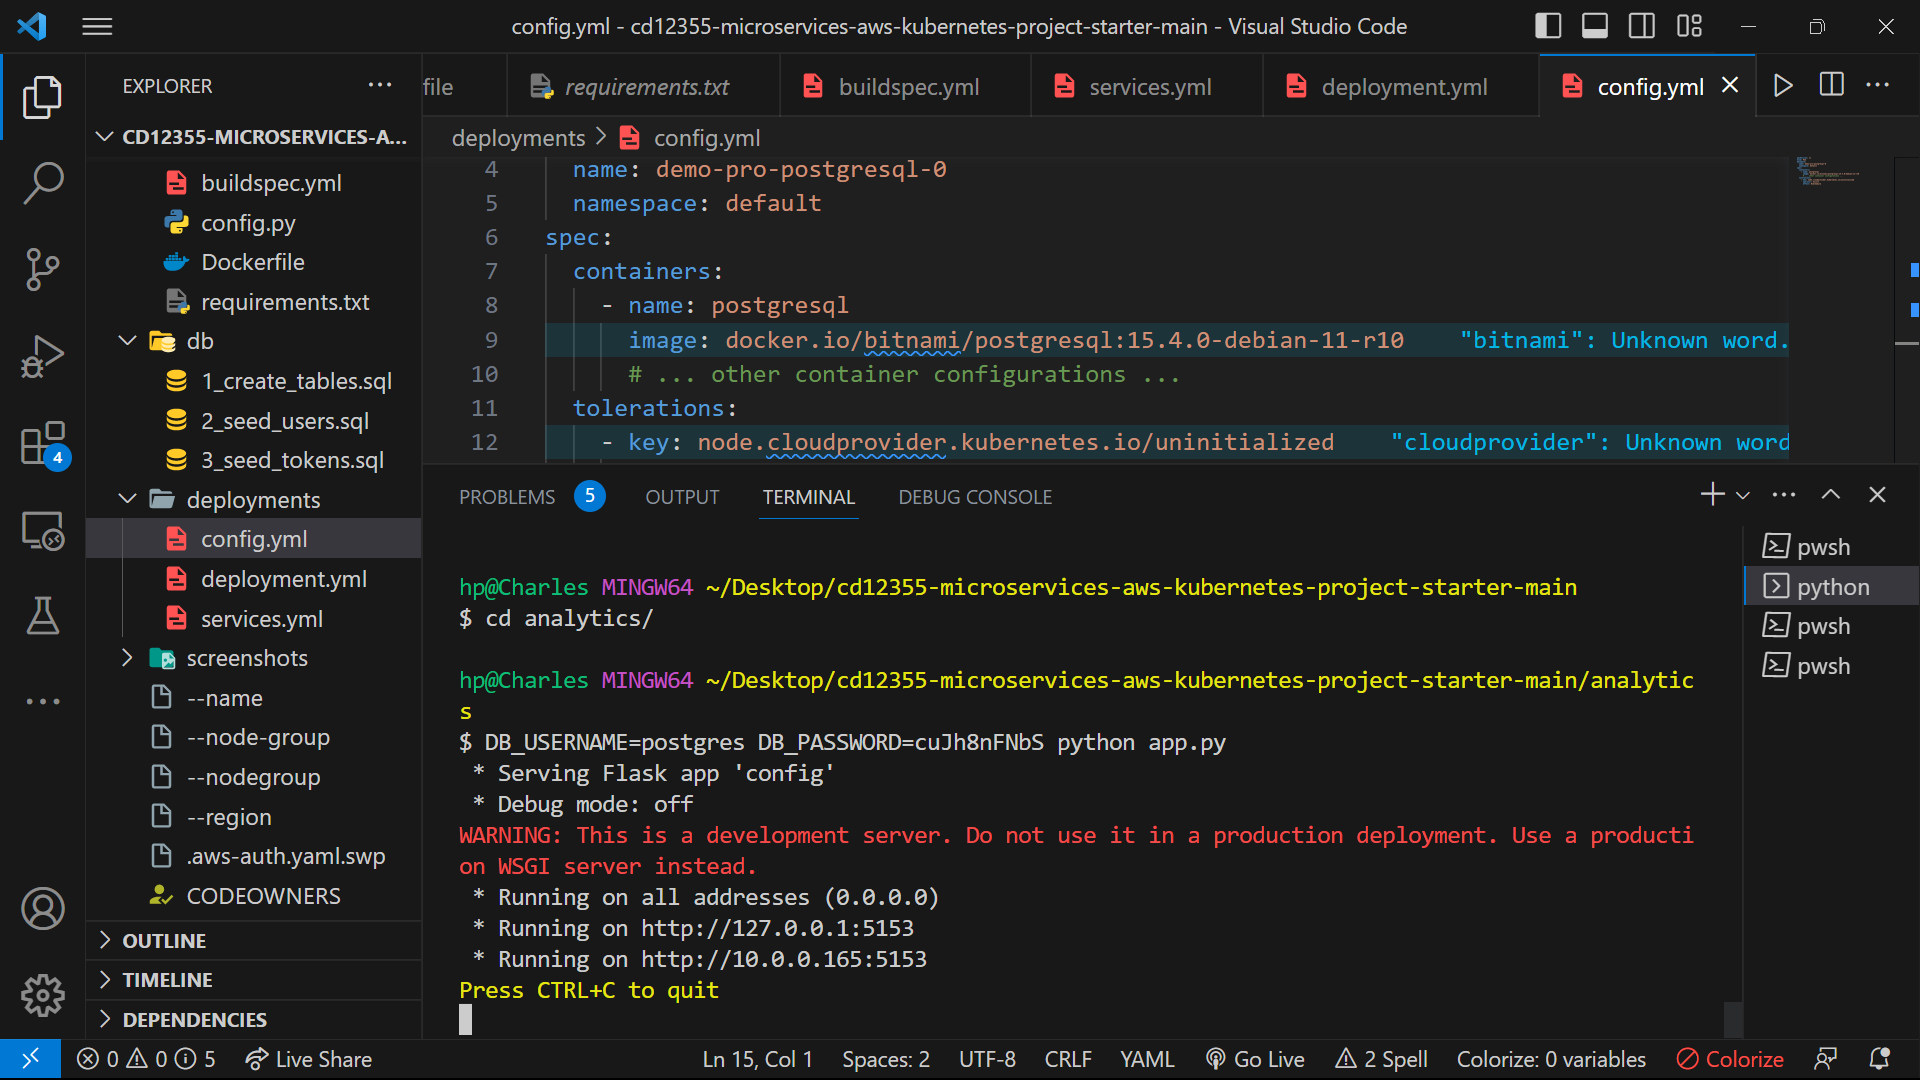 config.yml - cd12355-microservices-aws-kubernetes-project-starter-main - Visual Studio Code
EXPLORER
file
requirements.txt
buildspec.yml
services.yml
deployment.yml
config.yml
CD12355-MICROSERVICES-A...
buildspec.yml
config.py
Dockerfile
requirements.txt
db
1_create_tables.sql
2_seed_users.sql
3_seed_tokens.sql
deployments
config.yml
deployment.yml
services.yml
screenshots
--name
--node-group
--nodegroup
--region
.aws-auth.yaml.swp
CODEOWNERS
OUTLINE
TIMELINE
DEPENDENCIES
4
deployments > config.yml
4 name: demo-pro-postgresql-0
5 namespace: default
6 spec:
7 containers:
8 - name: postgresql
9 image: docker.io/bitnami/postgresql:15.4.0-debian-11-r10 "bitnami": Unknown word.
10 # ... other container configurations ...
11 tolerations:
12 - key: node.cloudprovider.kubernetes.io/uninitialized "cloudprovider": Unknown word
PROBLEMS 5 OUTPUT TERMINAL DEBUG CONSOLE
hp@Charles MINGW64 ~/Desktop/cd12355-microservices-aws-kubernetes-project-starter-main
$ cd analytics/
hp@Charles MINGW64 ~/Desktop/cd12355-microservices-aws-kubernetes-project-starter-main/analytic
s
$ DB_USERNAME=postgres DB_PASSWORD=cuJh8nFNbS python app.py
* Serving Flask app 'config'
* Debug mode: off
WARNING: This is a development server. Do not use it in a production deployment. Use a producti
on WSGI server instead.
* Running on all addresses (0.0.0.0)
* Running on http://127.0.0.1:5153
* Running on http://10.0.0.165:5153
Press CTRL+C to quit
pwsh
python
pwsh
pwsh
0 0 5 Live Share Ln 15, Col 1 Spaces: 2 UTF-8 CRLF YAML Go Live 2 Spell Colorize: 0 variables Colorize